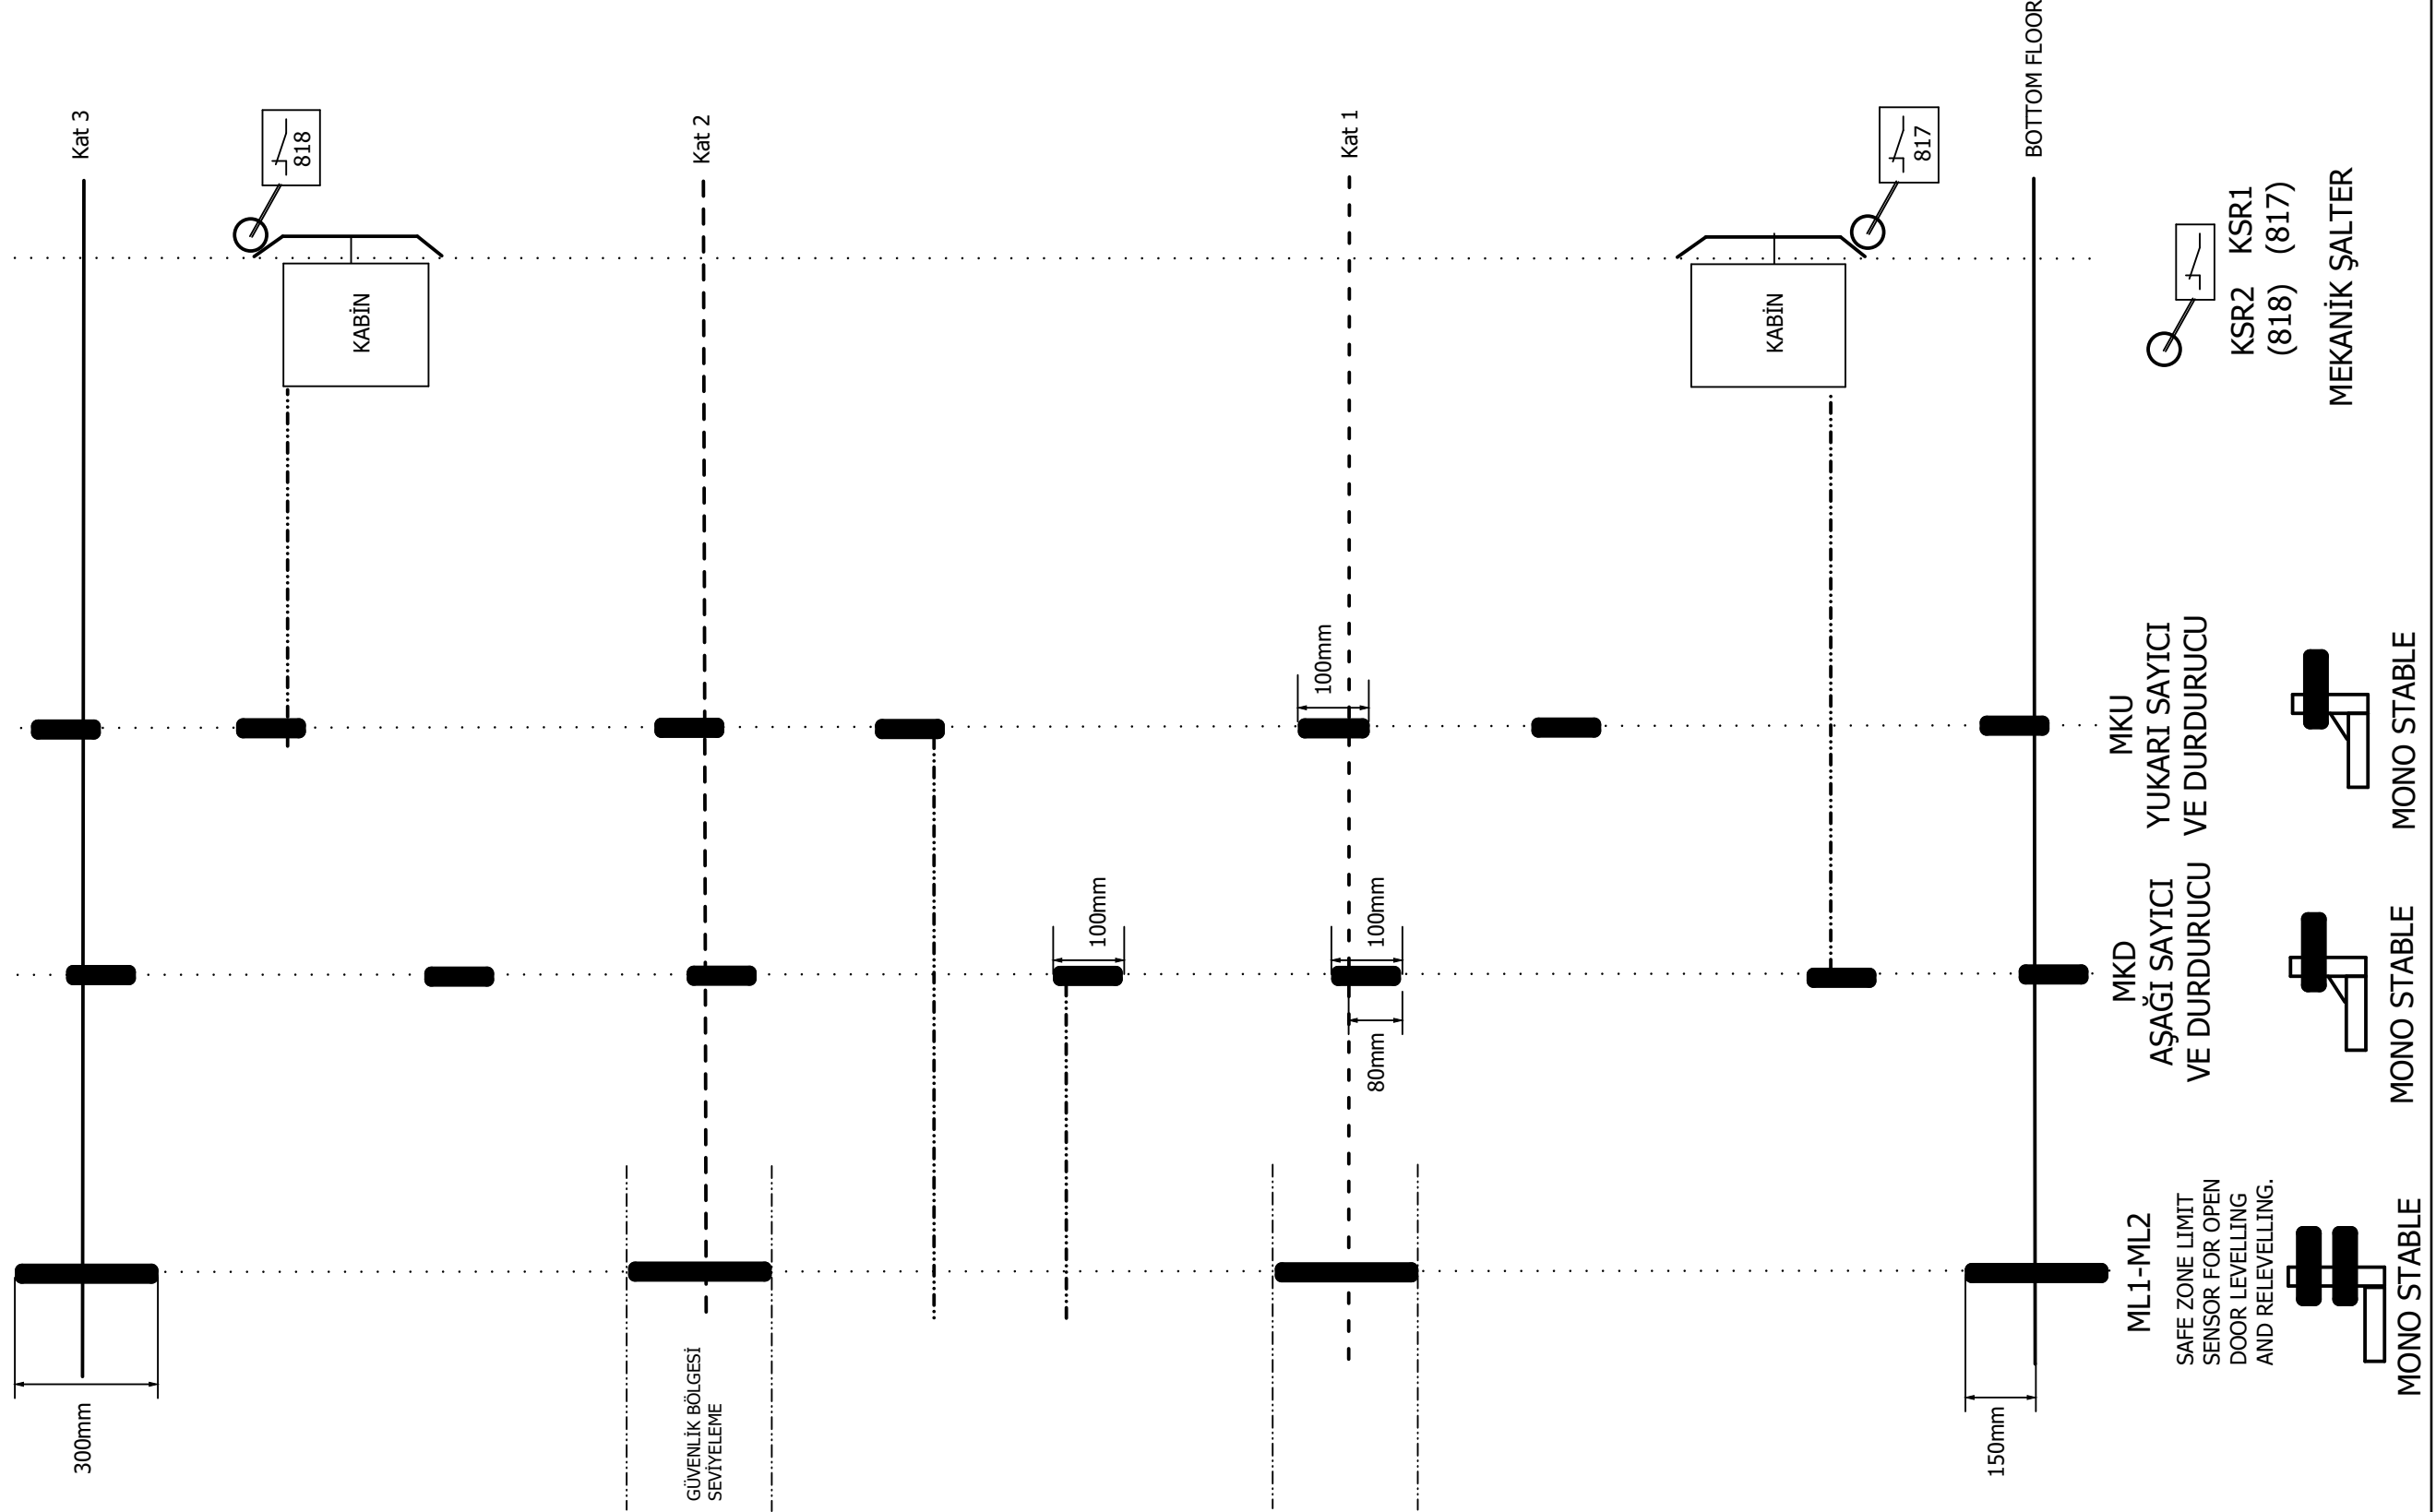 300mm
Kat 3
818
KABİN
GÜVENLİK BÖLGESİ
SEVİYELEME
Kat 2
100mm
100mm
Kat 1
80mm
100mm
KABİN
817
150mm
BOTTOM FLOOR
ML1-ML2
SAFE ZONE LIMIT
SENSOR FOR OPEN
DOOR LEVELLING
AND RELEVELLING.
MONO STABLE
MKD
AŞAĞI SAYICI
VE DURDURUCU
MONO STABLE
MKU
YUKARI SAYICI
VE DURDURUCU
MONO STABLE
KSR2 KSR1
(818) (817)
MEKANİK ŞALTER